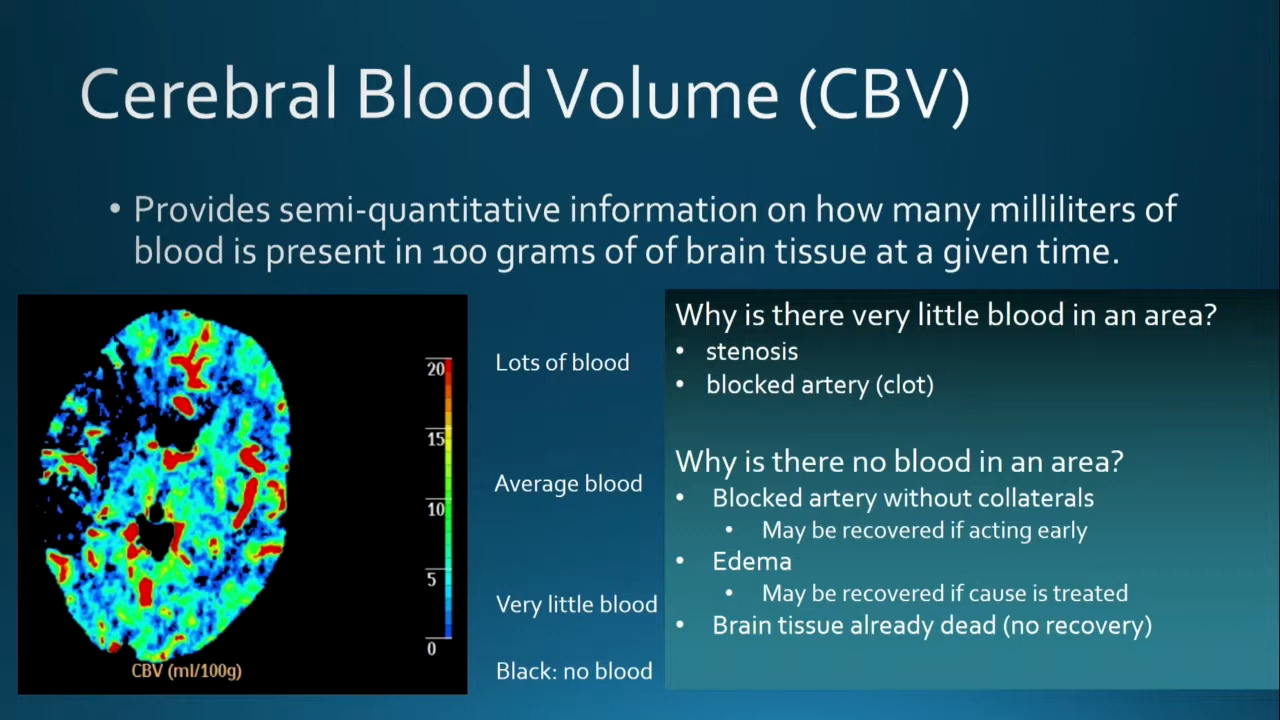 Cerebral Blood Volume (CBV)
• Provides semi-quantitative information on how many milliliters of
blood is present in 100 grams of of brain tissue at a given time.
20
15
10
5
0
CBV (ml/100g)
Lots of blood
Average blood
Very little blood
Black: no blood
Why is there very little blood in an area?
• stenosis
• blocked artery (clot)
Why is there no blood in an area?
• Blocked artery without collaterals
• May be recovered if acting early
• Edema
• May be recovered if cause is treated
• Brain tissue already dead (no recovery)